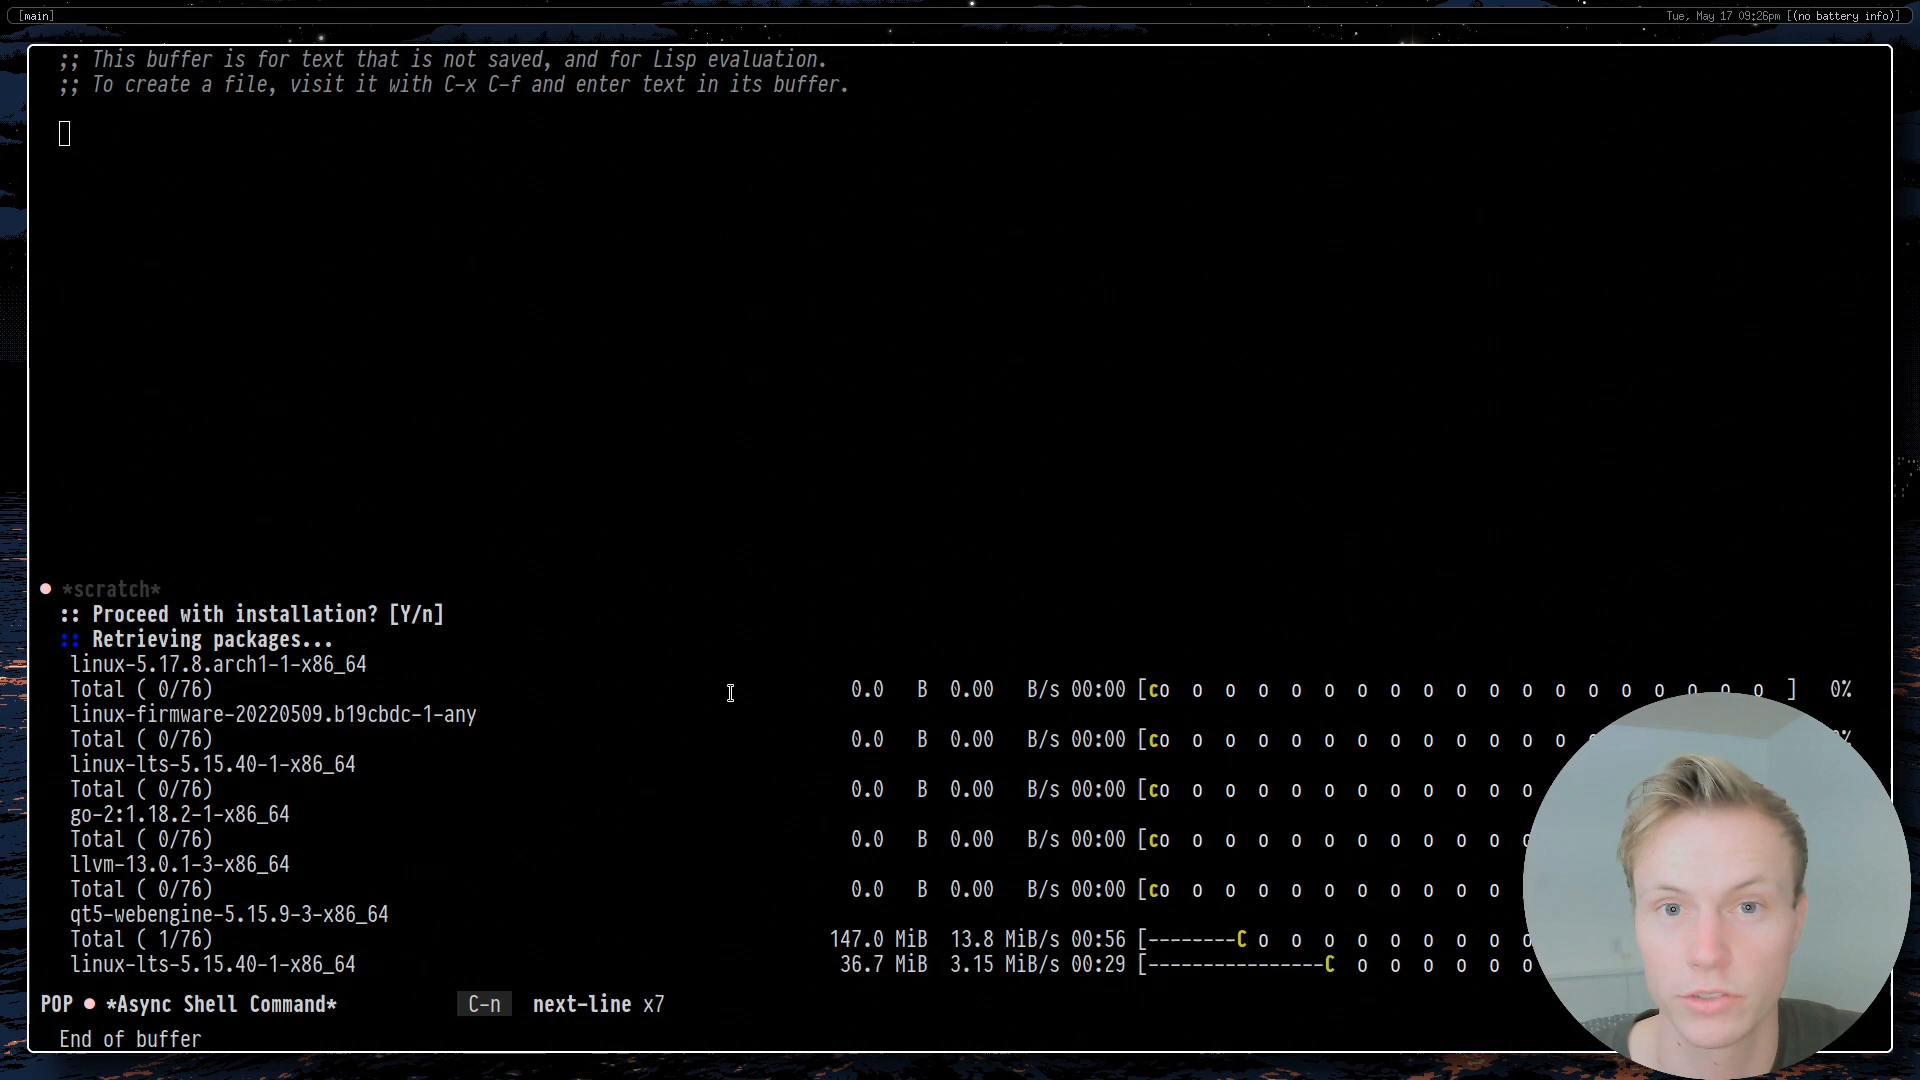 [main] Tue, May 17 09:26pm [(no battery info)]
;; This buffer is for text that is not saved, and for Lisp evaluation.
;; To create a file, visit it with C-x C-f and enter text in its buffer.
*scratch*
:: Proceed with installation? [Y/n]
:: Retrieving packages...
linux-5.17.8.arch1-1-x86_64
Total ( 0/76) 0.0 B 0.00 B/s 00:00 [co o o o o o o o o o o o o o o o o o o ] 0%
linux-firmware-20220509.b19cbdc-1-any
Total ( 0/76) 0.0 B 0.00 B/s 00:00 [co o o o o o o o o o o o o
linux-lts-5.15.40-1-x86_64
Total ( 0/76) 0.0 B 0.00 B/s 00:00 [co o o o o o o o o o o o
go-2:1.18.2-1-x86_64
Total ( 0/76) 0.0 B 0.00 B/s 00:00 [co o o o o o o o o o o o
llvm-13.0.1-3-x86_64
Total ( 0/76) 0.0 B 0.00 B/s 00:00 [co o o o o o o o o o o
qt5-webengine-5.15.9-3-x86_64
Total ( 1/76) 147.0 MiB 13.8 MiB/s 00:56 [--------C o o o o o o o o o
linux-lts-5.15.40-1-x86_64 36.7 MiB 3.15 MiB/s 00:29 [----------------C o o o o o o
POP *Async Shell Command* C-n next-line x7
End of buffer